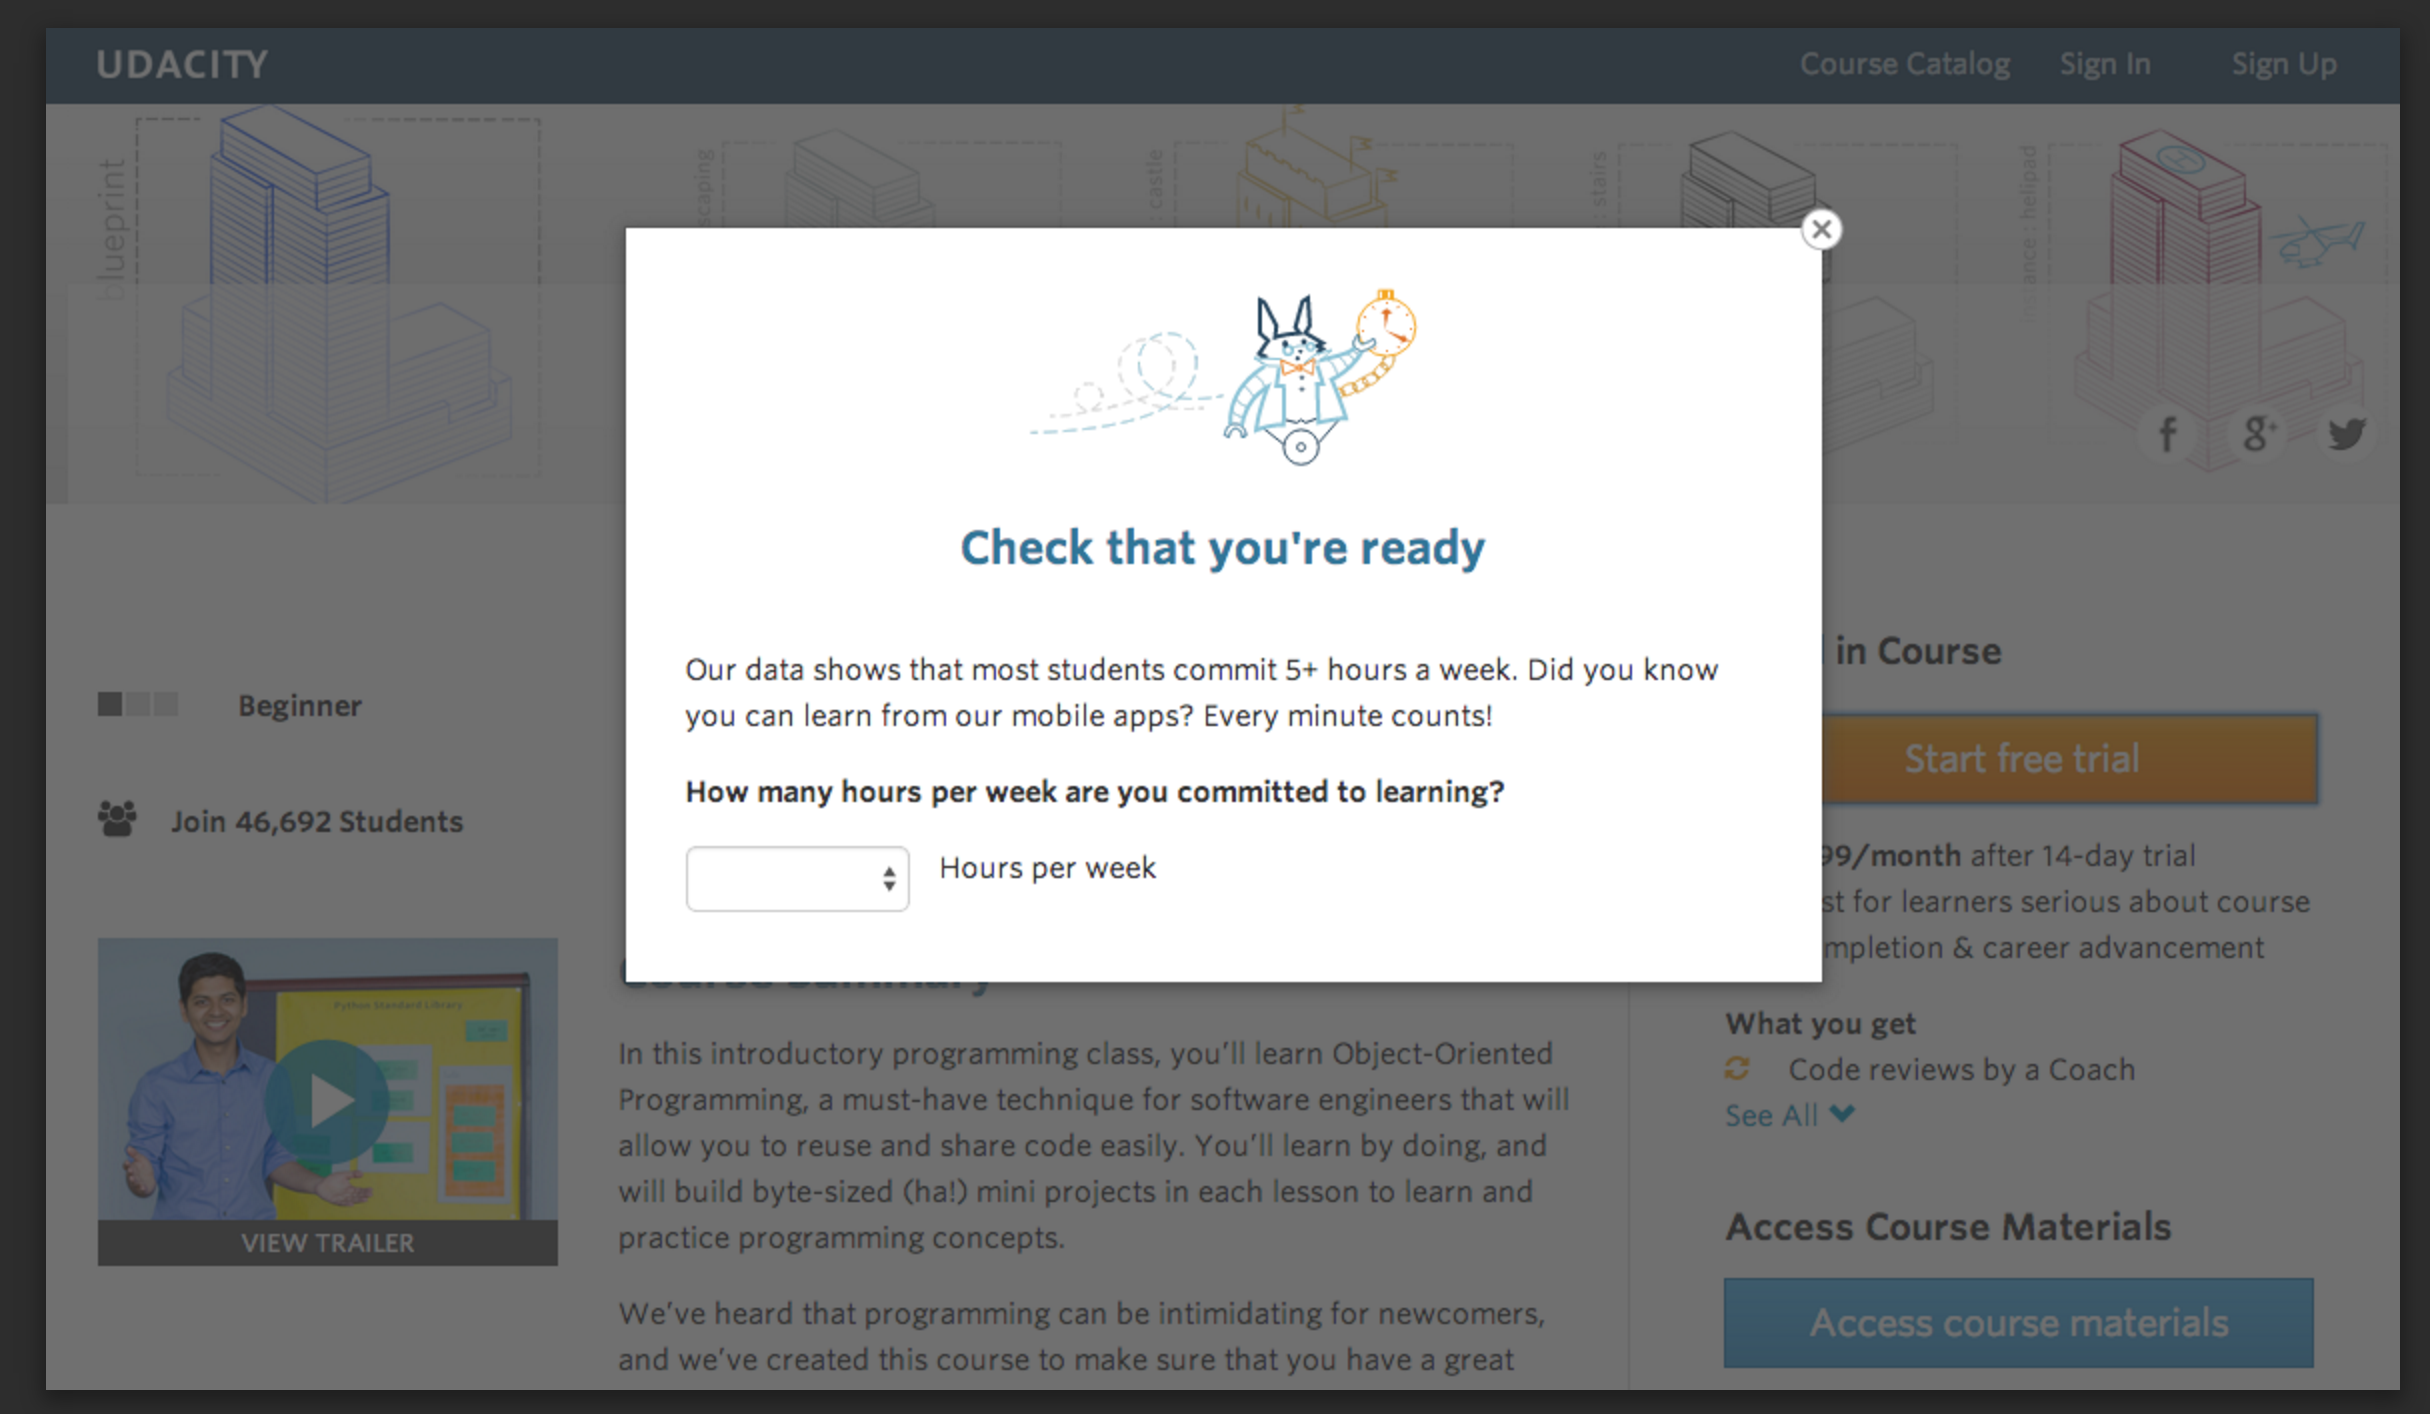 UDACITY
Course Catalog
Sign In
Sign Up
blueprint
scaping
: castle
: stairs
: helipad
Check that you're ready
Our data shows that most students commit 5+ hours a week. Did you know
you can learn from our mobile apps? Every minute counts!
How many hours per week are you committed to learning?
Hours per week
Beginner
Join 46,692 Students
Python Standard Library
VIEW TRAILER
Course Summary
In this introductory programming class, you'll learn Object-Oriented
Programming, a must-have technique for software engineers that will
allow you to reuse and share code easily. You'll learn by doing, and
will build byte-sized (ha!) mini projects in each lesson to learn and
practice programming concepts.
We've heard that programming can be intimidating for newcomers,
and we've created this course to make sure that you have a great
in Course
Start free trial
99/month after 14-day trial
st for learners serious about course
mpletion & career advancement
What you get
Code reviews by a Coach
See All
Access Course Materials
Access course materials